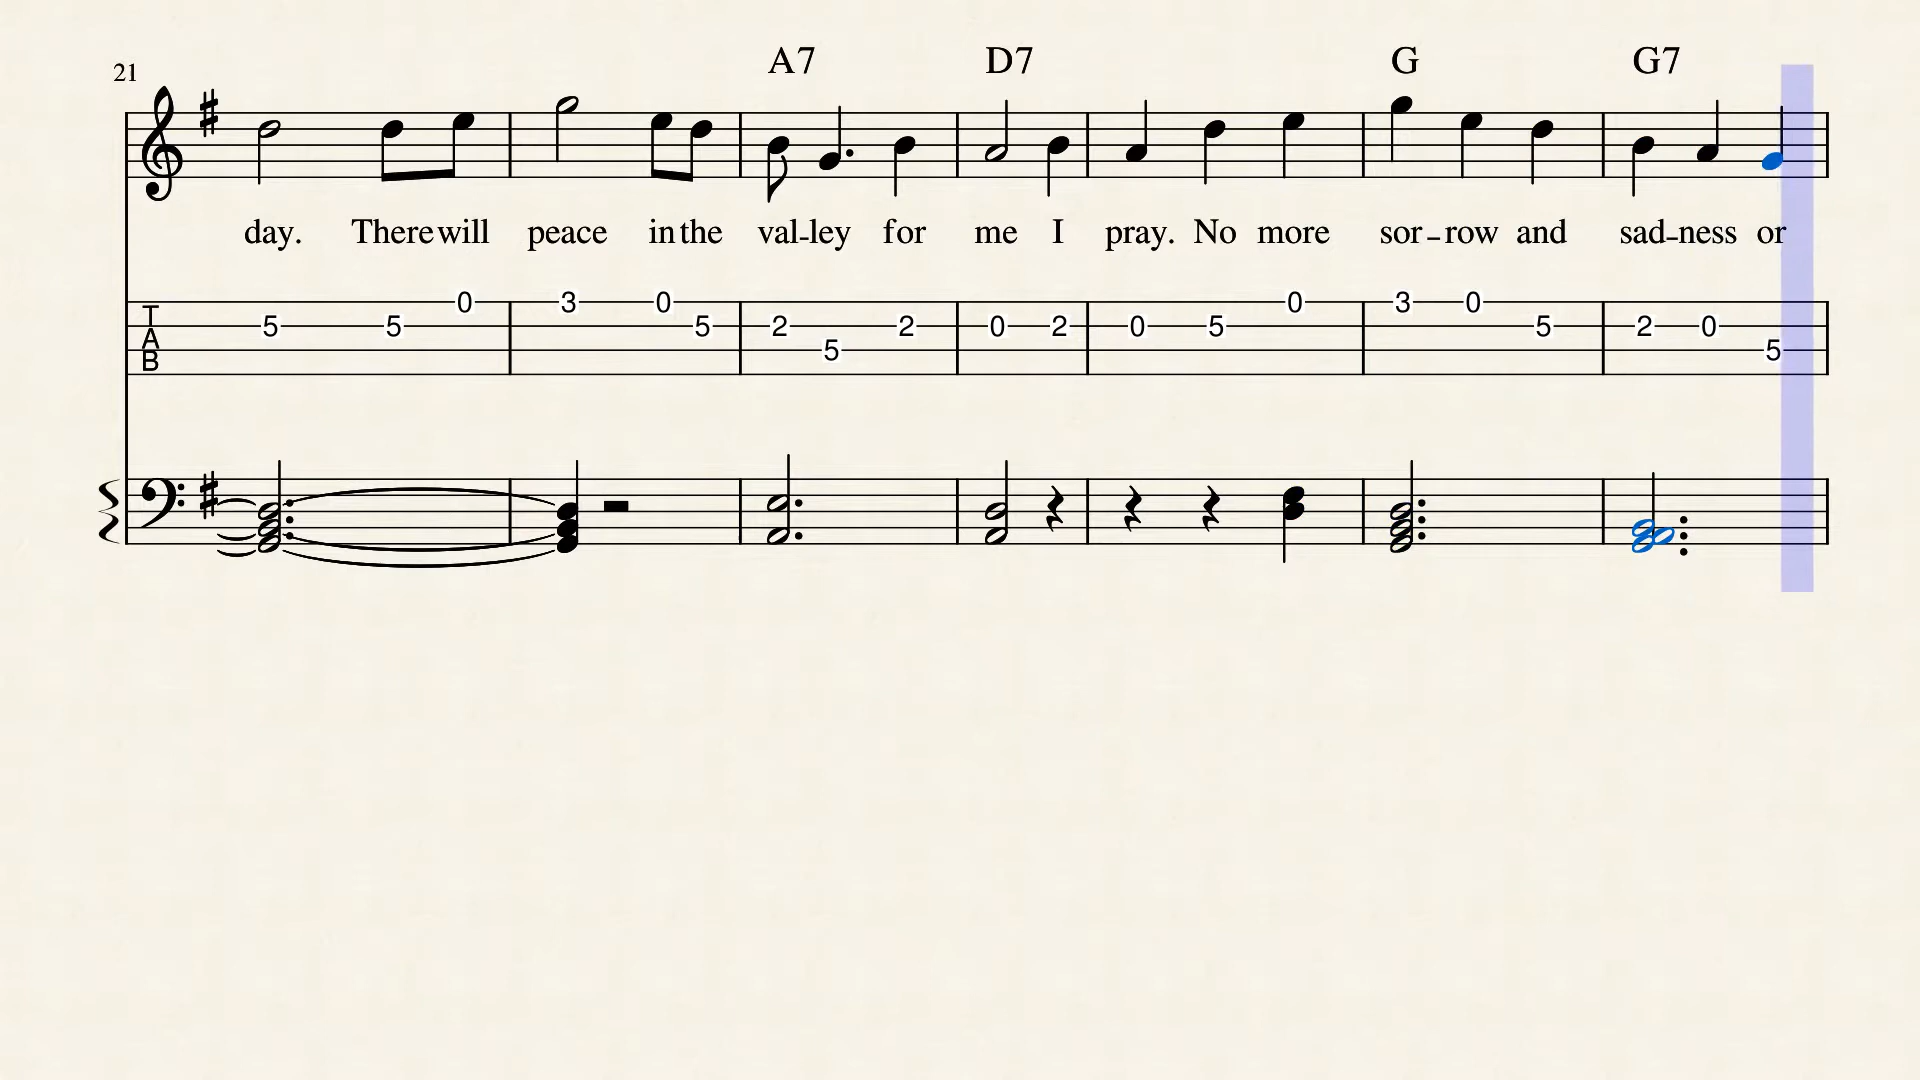 A7 D7 G G7
21
day. There will peace in the val-ley for me I pray. No more sor-row and sad-ness or
0 3 0 0 3 0
T 5 5 5 2 2 0 2 0 5 5 2 0
A 5 5
B